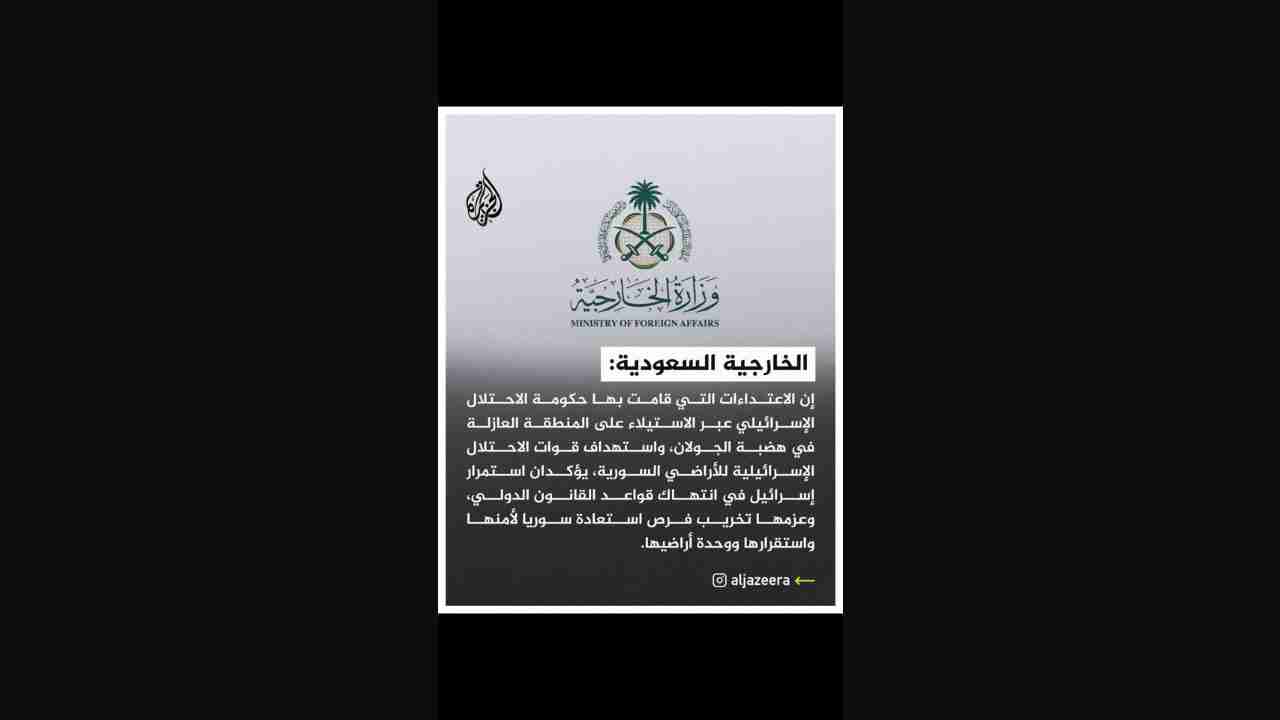 الجزيرة
وزارة الخارجية
MINISTRY OF FOREIGN AFFAIRS
الخارجية السعودية:
إن الاعتداءات التي قامت بها حكومة الاحتلال
الإسرائيلي عبر الاستيلاء على المنطقة العازلة
في هضبة الجولان، واستهداف قوات الاحتلال
الإسرائيلية للأراضي السورية، يؤكدان استمرار
إسرائيل في انتهاك قواعد القانون الدولي،
وعزمها تخريب فرص استعادة سوريا لأمنها
واستقرارها ووحدة أراضيها.
aljazeera